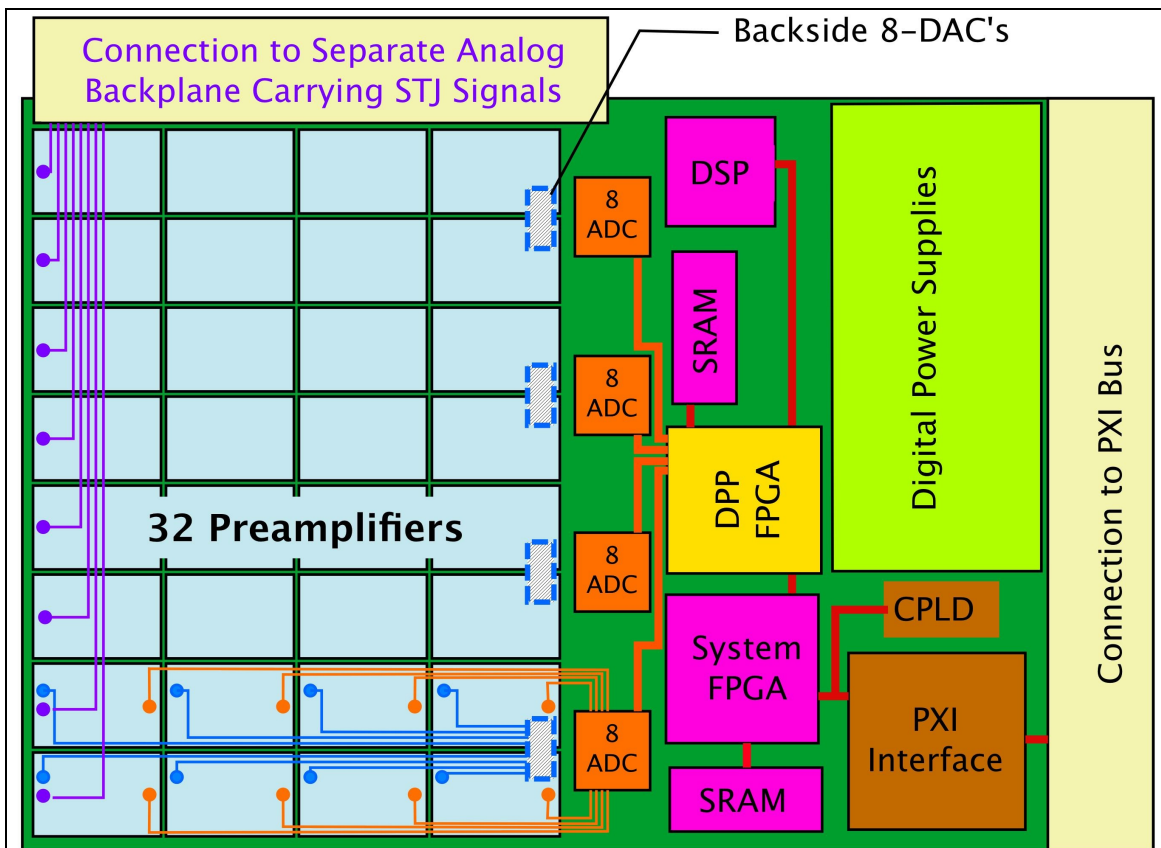 Connection to Separate Analog
Backplane Carrying STJ Signals
Backside 8-DAC's
DSP
8
ADC
SRAM
Digital Power Supplies
Connection to PXI Bus
8
ADC
DPP
FPGA
32 Preamplifiers
8
ADC
CPLD
System
FPGA
PXI
Interface
8
ADC
SRAM